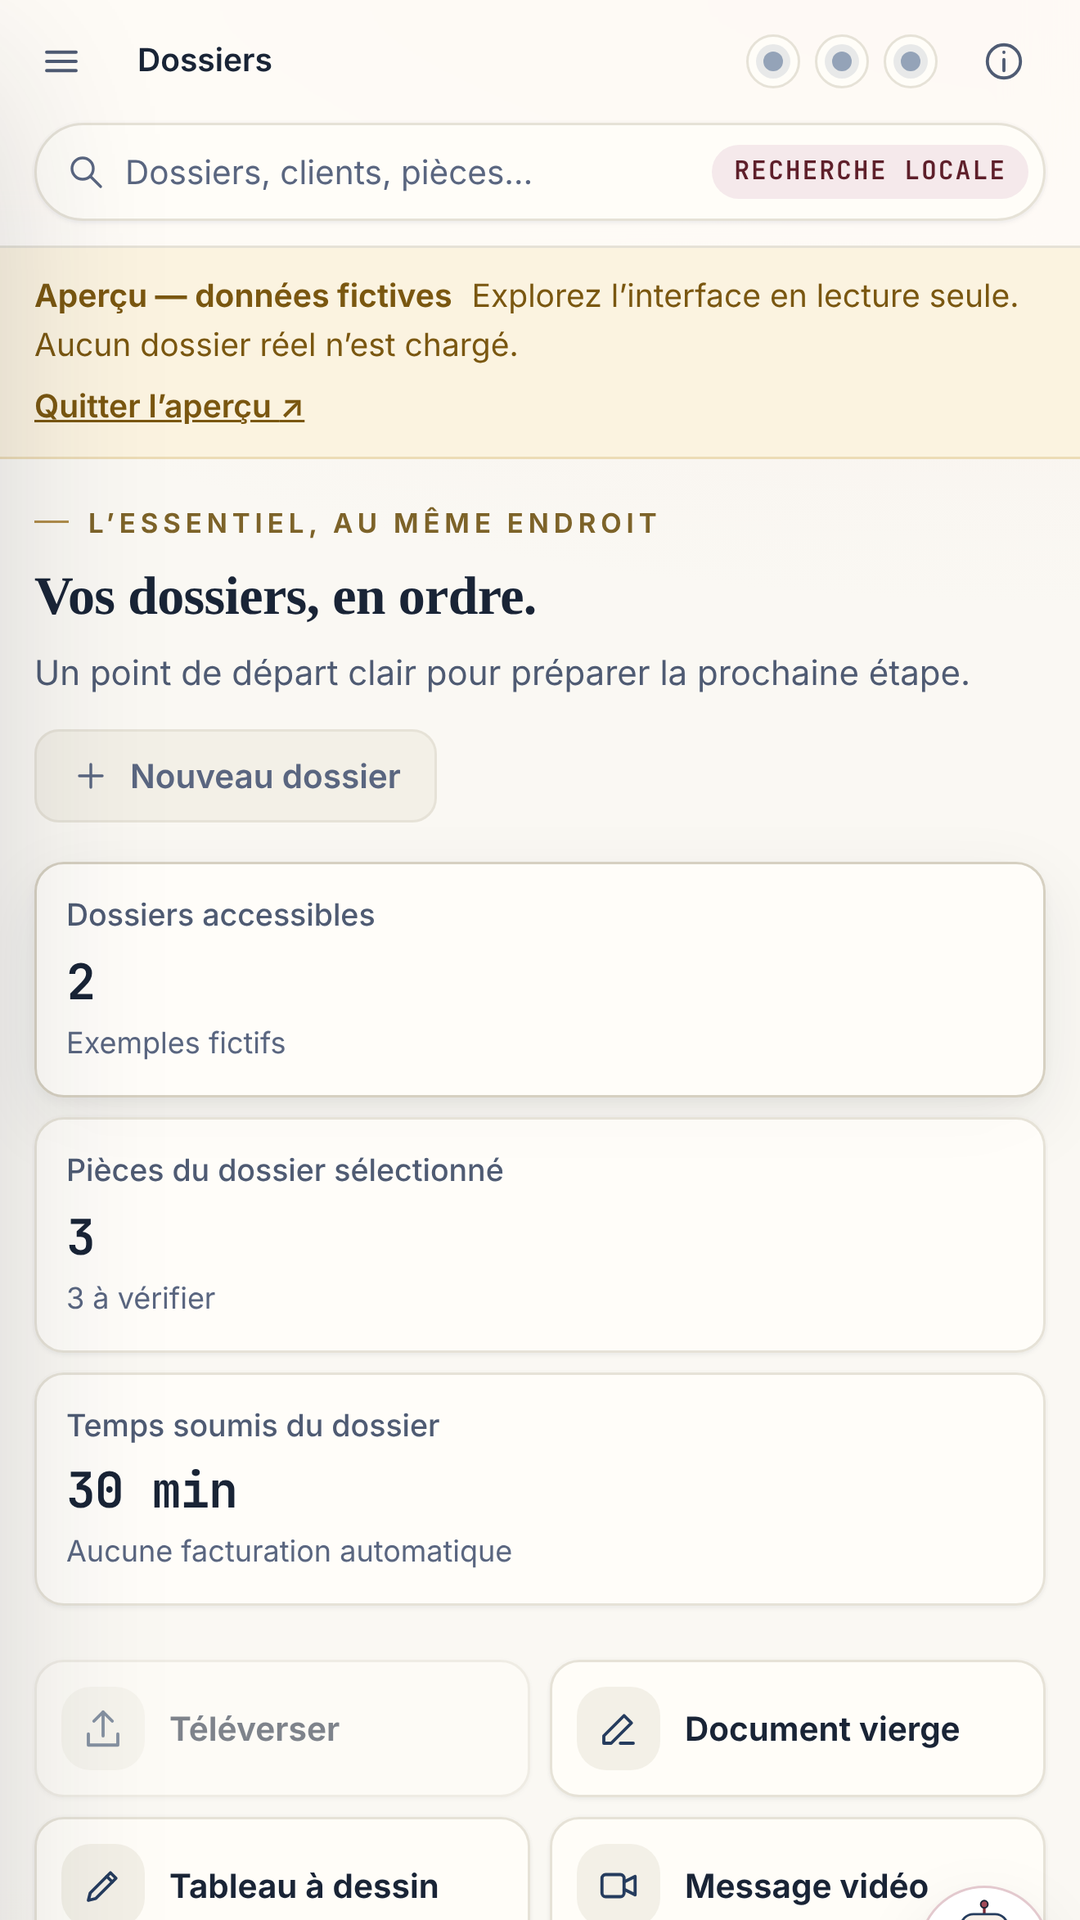 Dossiers
Dossiers, clients, pièces...
RECHERCHE LOCALE
Aperçu — données fictives Explorez l’interface en lecture seule.
Aucun dossier réel n’est chargé.
Quitter l’aperçu ↗
— L’ESSENTIEL, AU MÊME ENDROIT
Vos dossiers, en ordre.
Un point de départ clair pour préparer la prochaine étape.
+ Nouveau dossier
Dossiers accessibles
2
Exemples fictifs
Pièces du dossier sélectionné
3
3 à vérifier
Temps soumis du dossier
30 min
Aucune facturation automatique
Téléverser
Document vierge
Tableau à dessin
Message vidéo